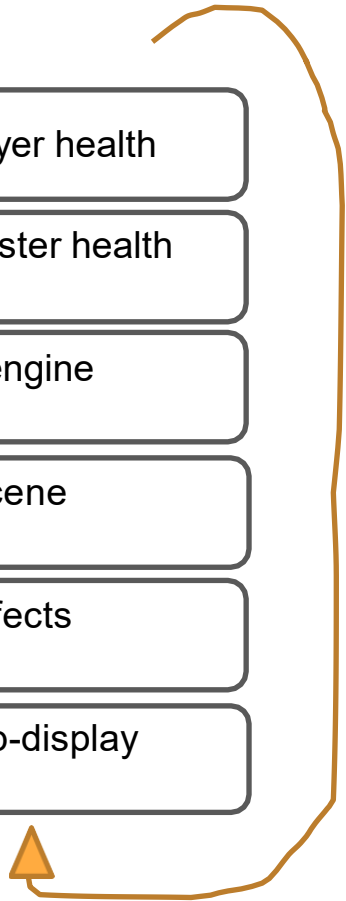 yer health
ster health
engine
cene
fects
o-display